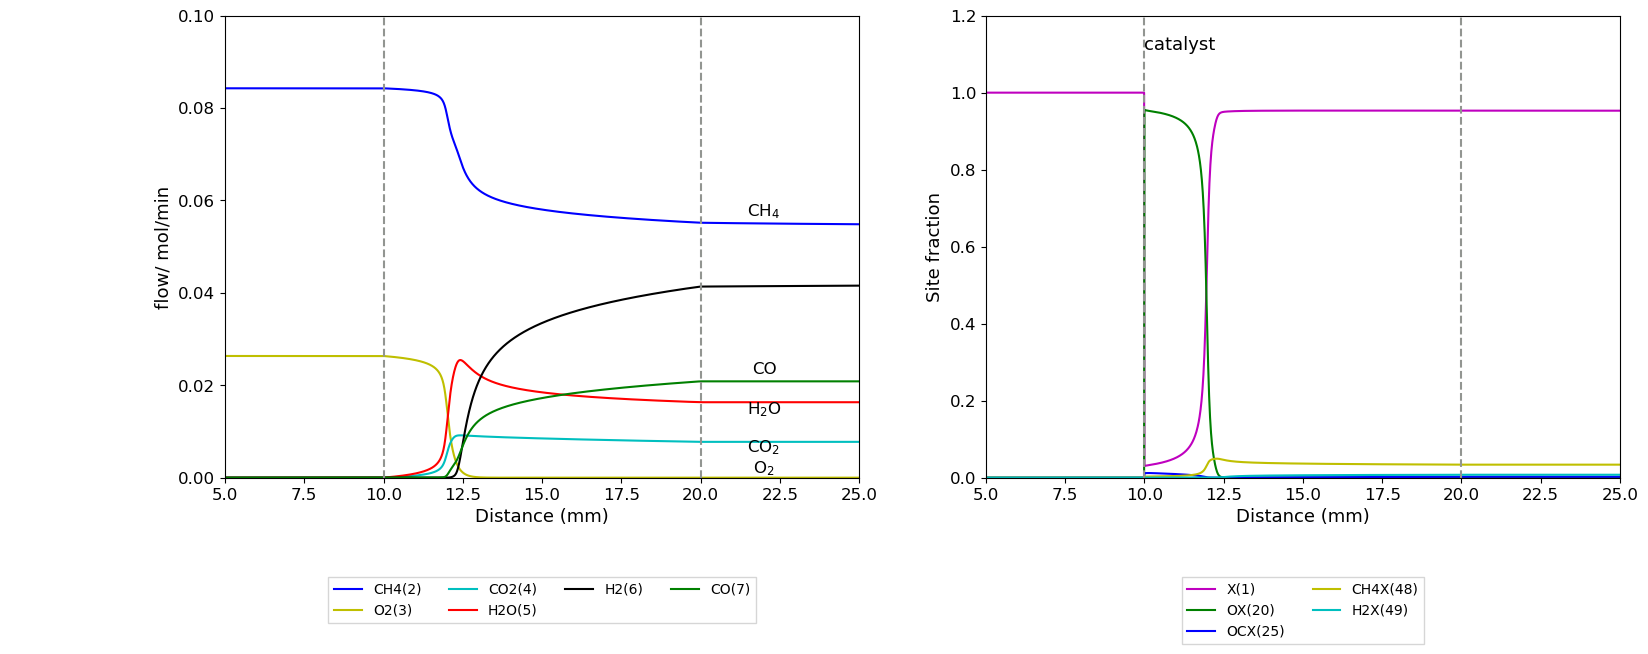 0.10
0.08
0.06
0.04
0.02
0.00
flow/ mol/min
CH₄
CO
H₂O
CO₂
O₂
5.0 7.5 10.0 12.5 15.0 17.5 20.0 22.5 25.0
Distance (mm)
CH4(2) CO2(4) H2(6) CO(7)
O2(3) H2O(5)
1.2
1.0
0.8
0.6
0.4
0.2
0.0
Site fraction
catalyst
5.0 7.5 10.0 12.5 15.0 17.5 20.0 22.5 25.0
Distance (mm)
X(1) CH4X(48)
OX(20) H2X(49)
OCX(25)